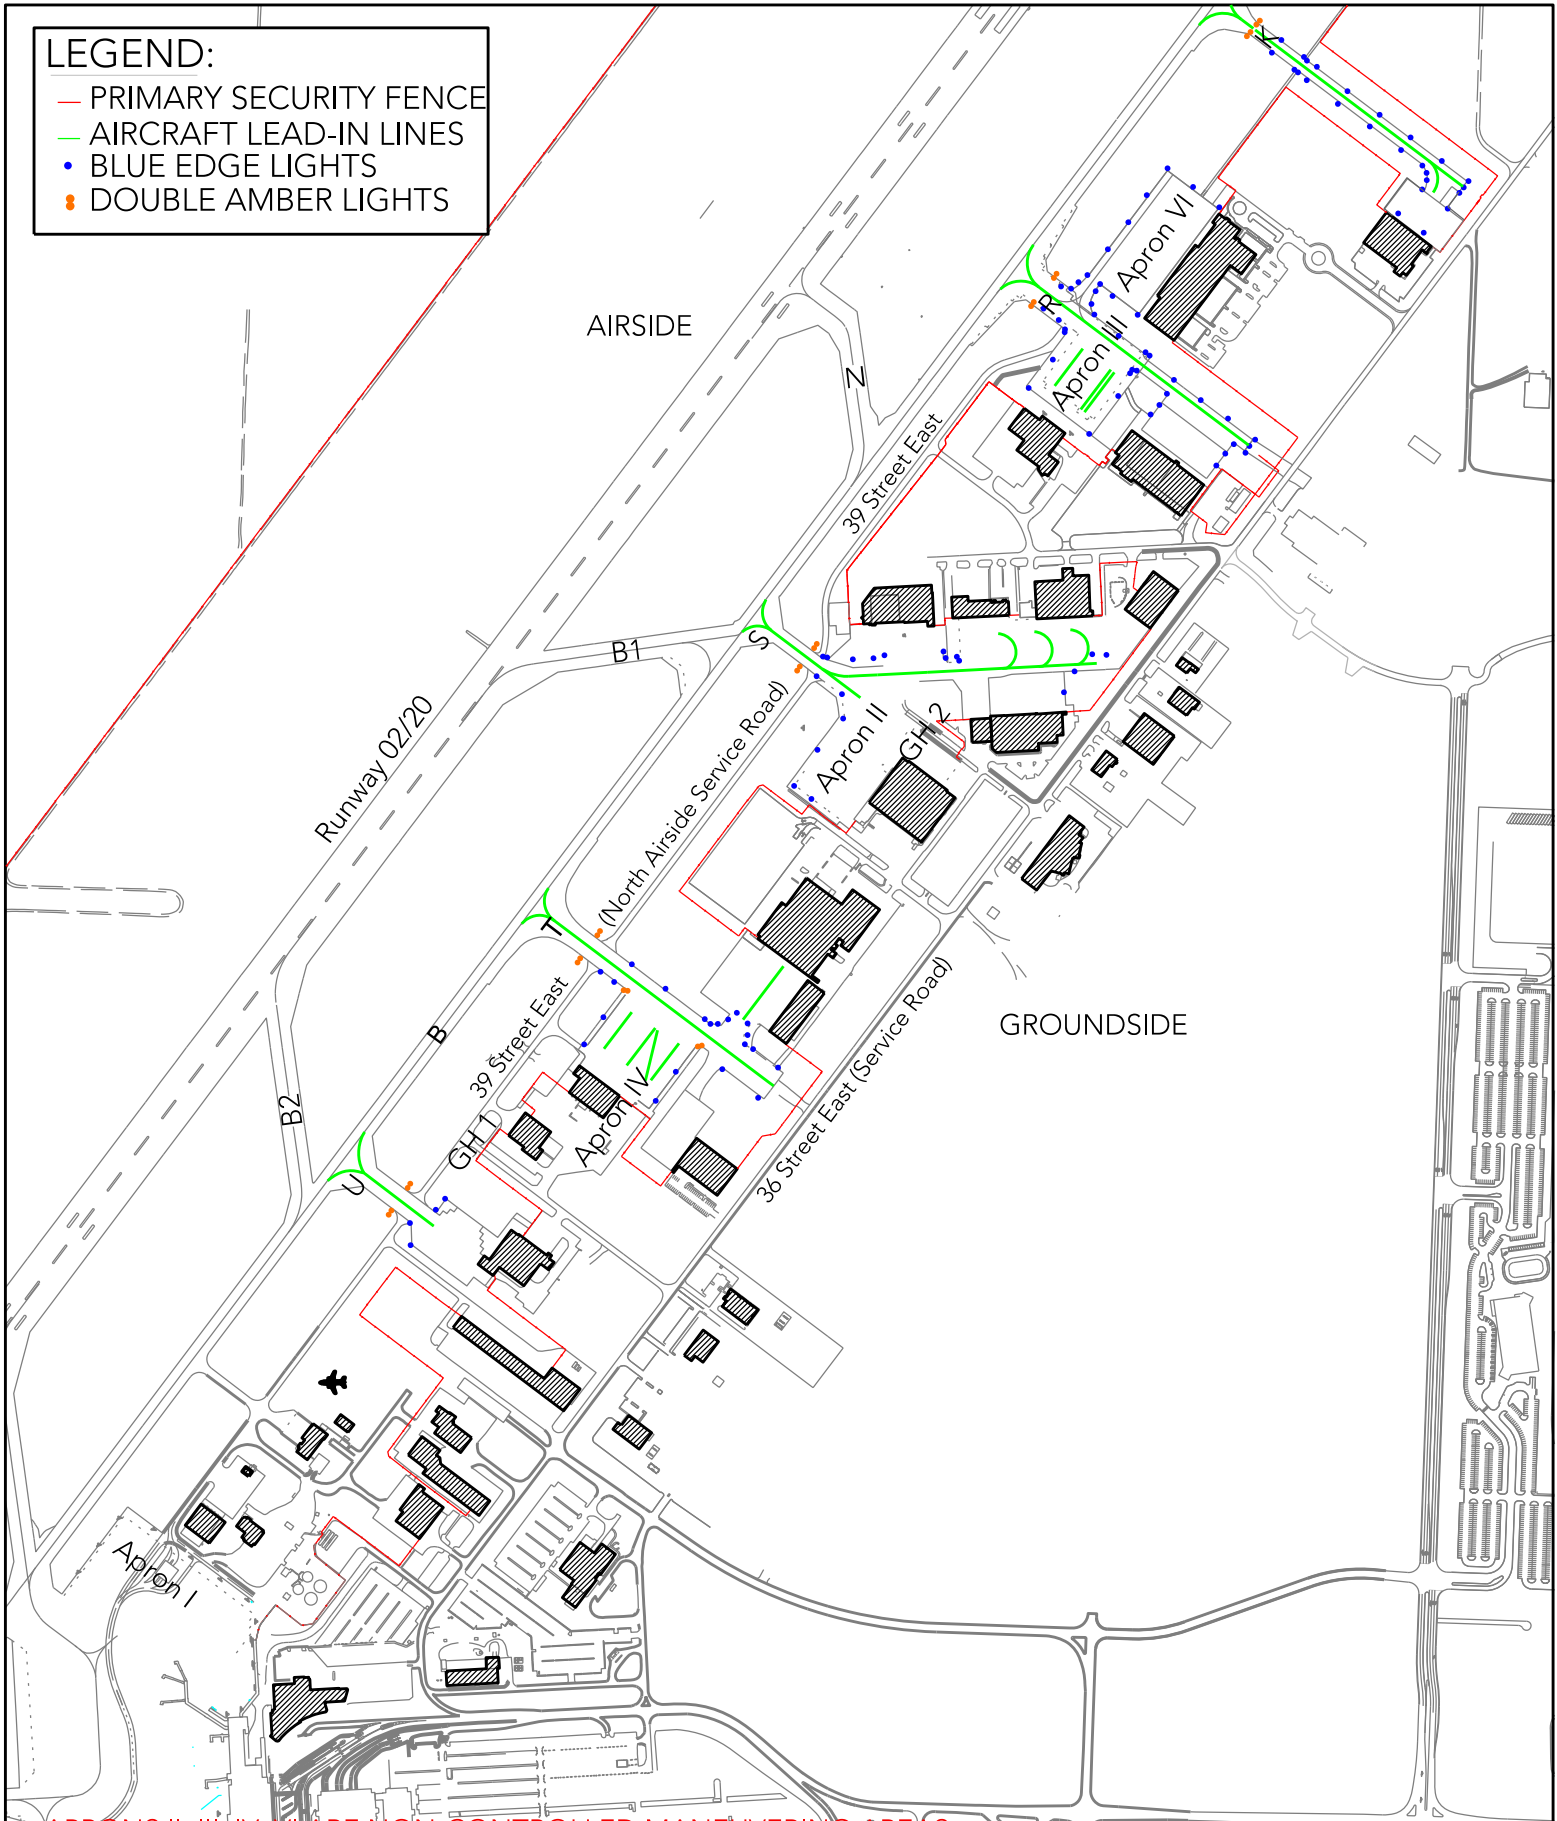 LEGEND:
PRIMARY SECURITY FENCE
AIRCRAFT LEAD-IN LINES
BLUE EDGE LIGHTS
DOUBLE AMBER LIGHTS
K
AIRSIDE
Apron VI
R
Apron III
N
39 Street East
S
B1
Runway 02/20
(North Airside Service Road)
Apron II
GH 2
T
B
39 Street East
GROUNDSIDE
36 Street East (Service Road)
B2
GH 1
Apron IV
U
Apron I